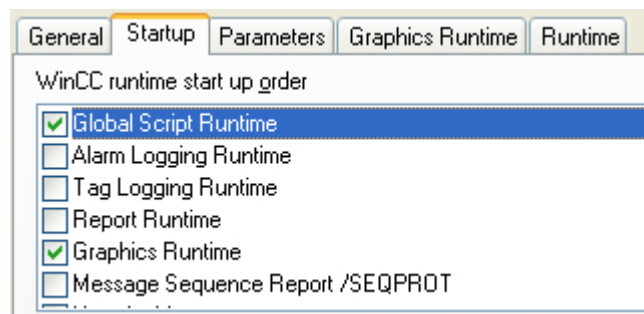 General Startup Parameters Graphics Runtime Runtime
WinCC runtime start up order
Global Script Runtime
Alarm Logging Runtime
Tag Logging Runtime
Report Runtime
Graphics Runtime
Message Sequence Report /SEQPROT